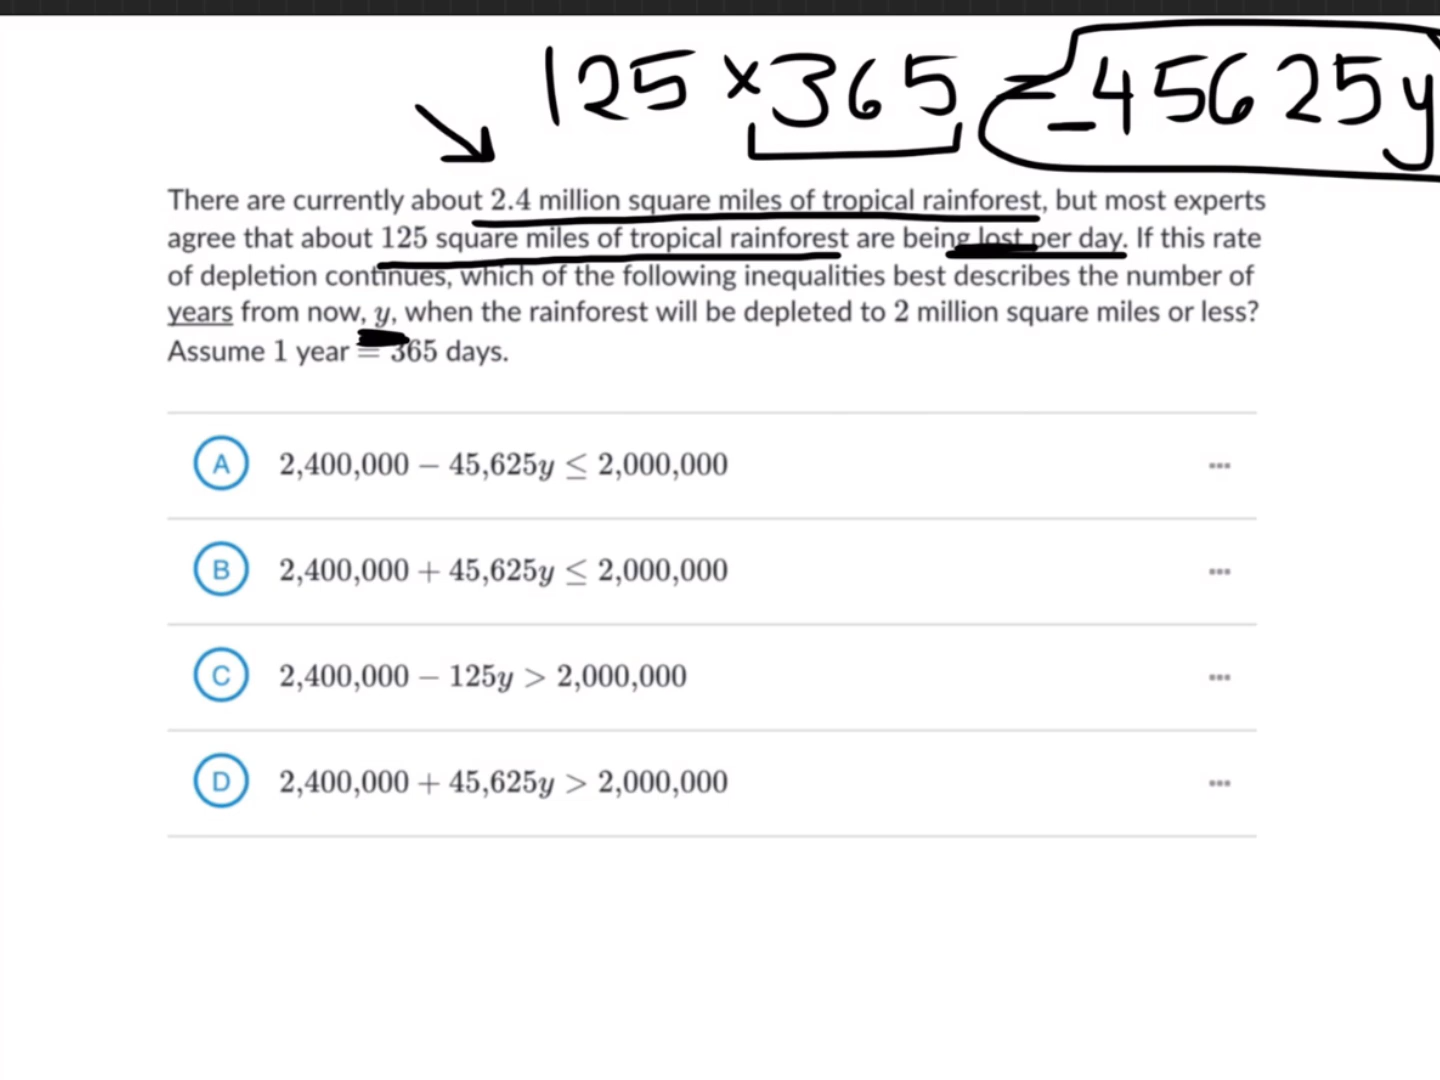 125 × 365 = -45625y
There are currently about 2.4 million square miles of tropical rainforest, but most experts
agree that about 125 square miles of tropical rainforest are being lost per day. If this rate
of depletion continues, which of the following inequalities best describes the number of
years from now, y, when the rainforest will be depleted to 2 million square miles or less?
Assume 1 year = 365 days.
A 2,400,000 − 45,625y ≤ 2,000,000
B 2,400,000 + 45,625y ≤ 2,000,000
C 2,400,000 − 125y > 2,000,000
D 2,400,000 + 45,625y > 2,000,000